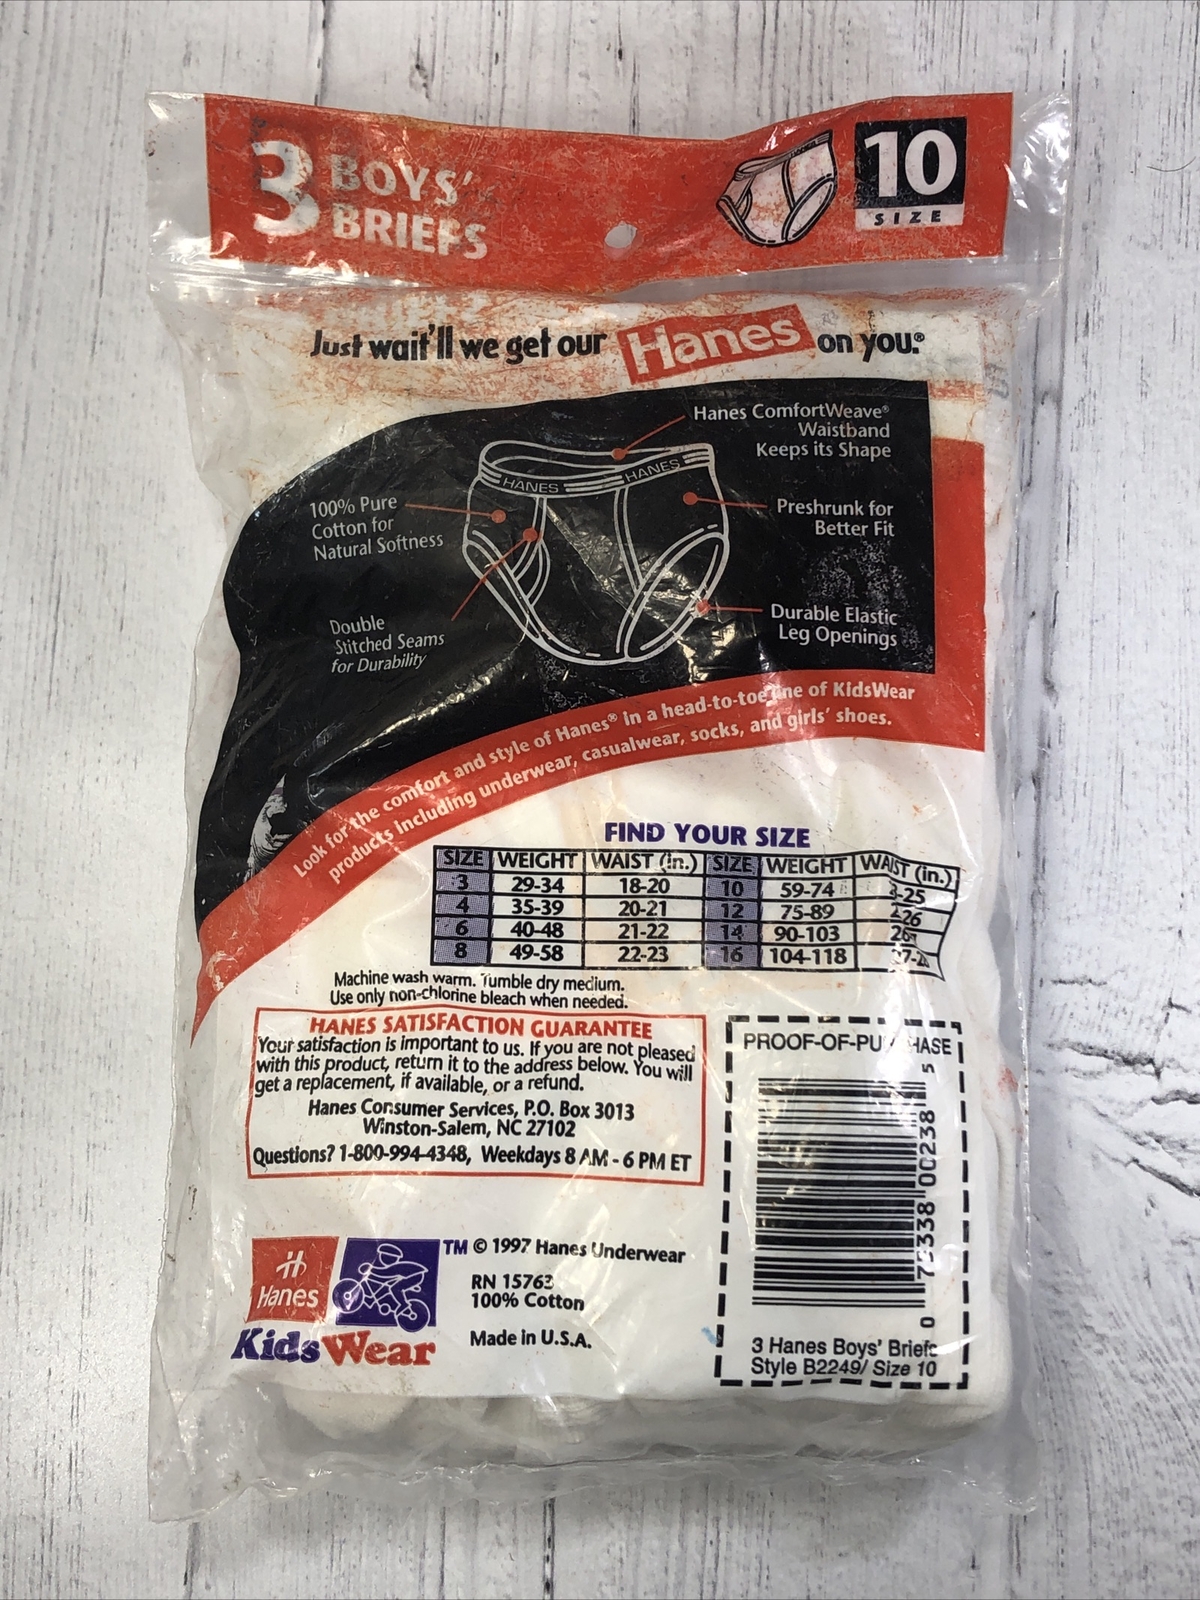 3 BOYS'
BRIEFS
10
SIZE
Just wait'll we get our Hanes on you.®
Hanes ComfortWeave®
Waistband
Keeps its Shape
HANES HANES
100% Pure
Cotton for
Natural Softness
Preshrunk for
Better Fit
Double
Stitched Seams
for Durability
Durable Elastic
Leg Openings
Look for the comfort and style of Hanes® in a head-to-toe line of KidsWear
products including underwear, casualwear, socks, and girls' shoes.
FIND YOUR SIZE
SIZE WEIGHT WAIST (in.) SIZE WEIGHT WAIST (in.)
3 29-34 18-20 10 59-74
4 35-39 20-21 12 75-89
6 40-48 21-22 14 90-103
8 49-58 22-23 16 104-118
Machine wash warm. Tumble dry medium.
Use only non-chlorine bleach when needed.
HANES SATISFACTION GUARANTEE
Your satisfaction is important to us. If you are not pleased
with this product, return it to the address below. You will
get a replacement, if available, or a refund.
Hanes Consumer Services, P.O. Box 3013
Winston-Salem, NC 27102
Questions? 1-800-994-4348, Weekdays 8 AM - 6 PM ET
PROOF-OF-PURCHASE
0 00238 5
3 Hanes Boys' Briefs
Style B2249/ Size 10
H
Hanes
KidsWear
TM © 1997 Hanes Underwear
RN 15763
100% Cotton
Made in U.S.A.